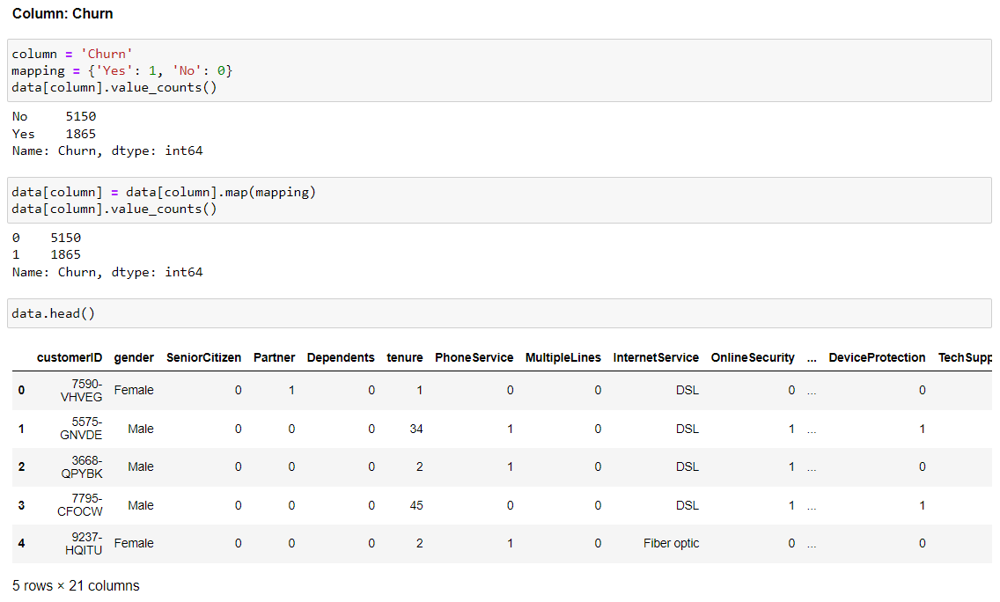 Column: Churn
column = 'Churn'
mapping = {'Yes': 1, 'No': 0}
data[column].value_counts()
No     5150
Yes    1865
Name: Churn, dtype: int64
data[column] = data[column].map(mapping)
data[column].value_counts()
0    5150
1    1865
Name: Churn, dtype: int64
data.head()
customerID gender SeniorCitizen Partner Dependents tenure PhoneService MultipleLines InternetService OnlineSecurity ... DeviceProtection TechSupp
0 7590-VHVEG Female 0 1 0 1 0 0 DSL 0 ... 0
1 5575-GNVDE Male 0 0 0 34 1 0 DSL 1 ... 1
2 3668-QPYBK Male 0 0 0 2 1 0 DSL 1 ... 0
3 7795-CFOCW Male 0 0 0 45 0 0 DSL 1 ... 1
4 9237-HQITU Female 0 0 0 2 1 0 Fiber optic 0 ... 0
5 rows × 21 columns